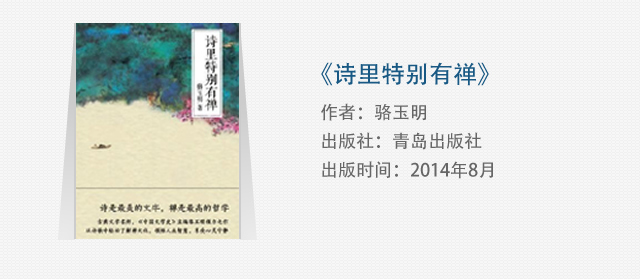 诗里特别有禅
骆玉明 著
诗是最美的文字，禅是最高的哲学
《诗里特别有禅》
作者：骆玉明
出版社：青岛出版社
出版时间：2014年8月